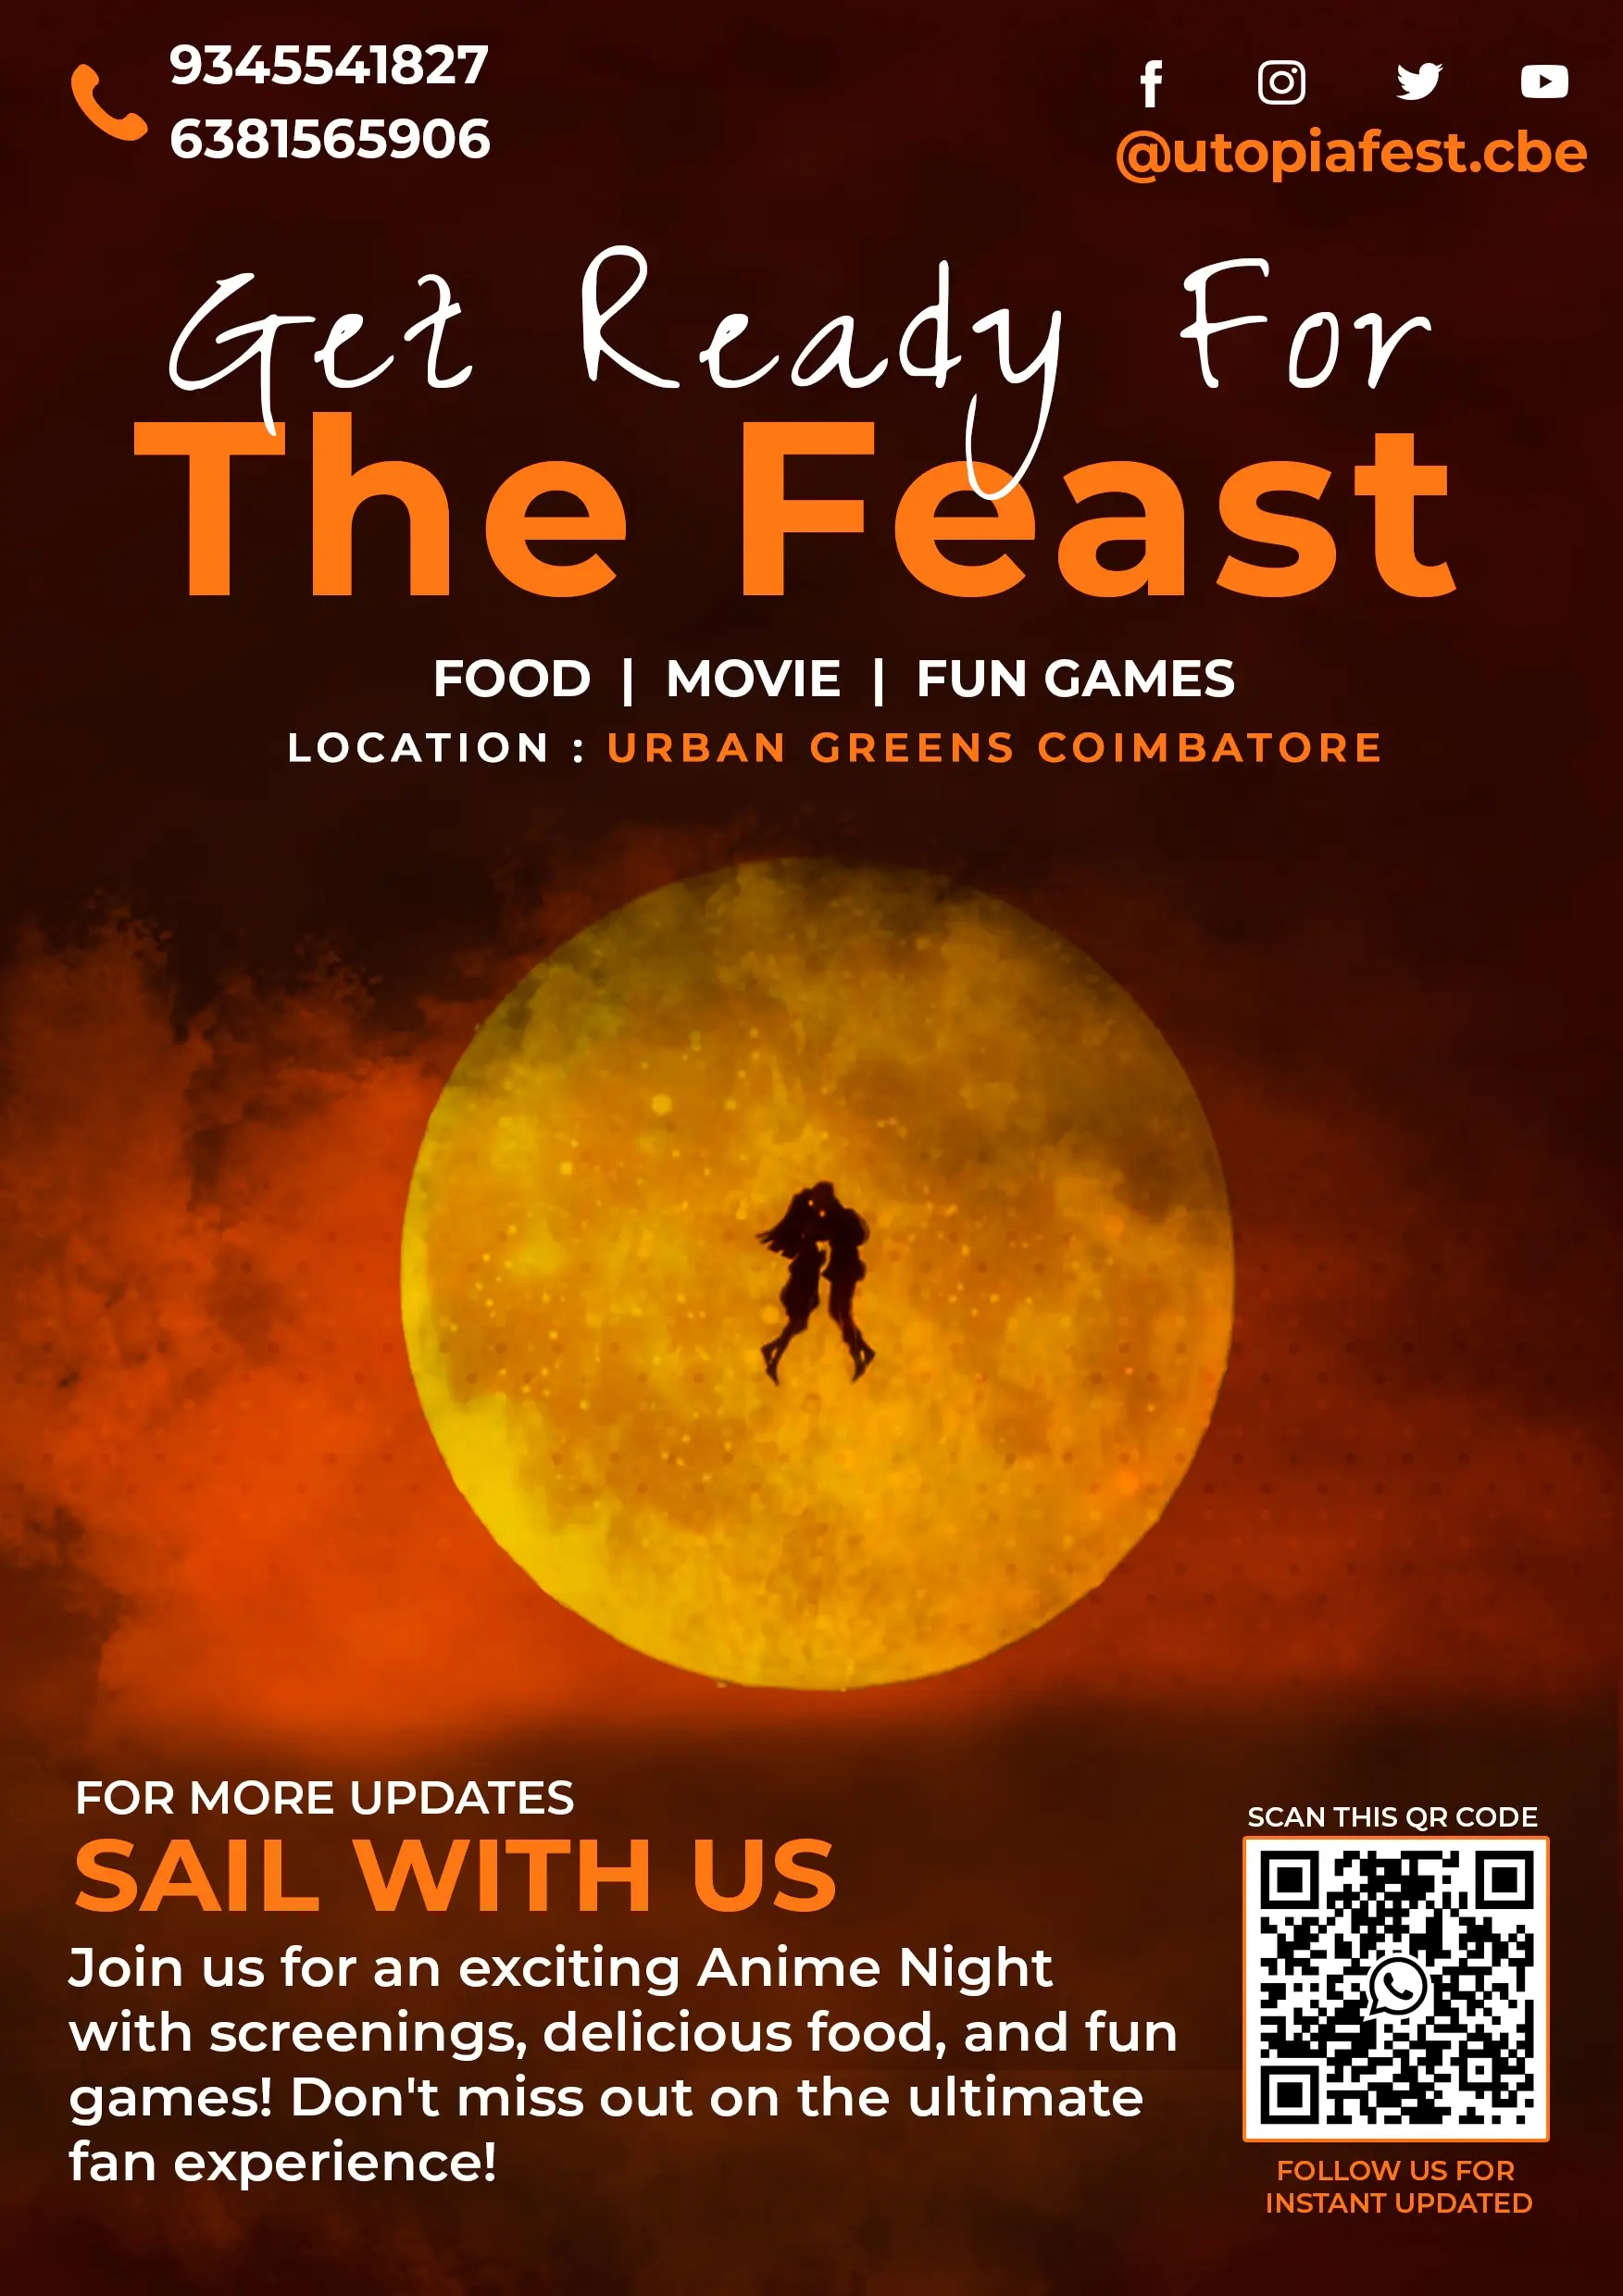 9345541827
6381565906
@utopiafest.cbe
Get Ready For
The Feast
FOOD | MOVIE | FUN GAMES
LOCATION : URBAN GREENS COIMBATORE
FOR MORE UPDATES
SAIL WITH US
Join us for an exciting Anime Night
with screenings, delicious food, and fun
games! Don't miss out on the ultimate
fan experience!
SCAN THIS QR CODE
FOLLOW US FOR
INSTANT UPDATED